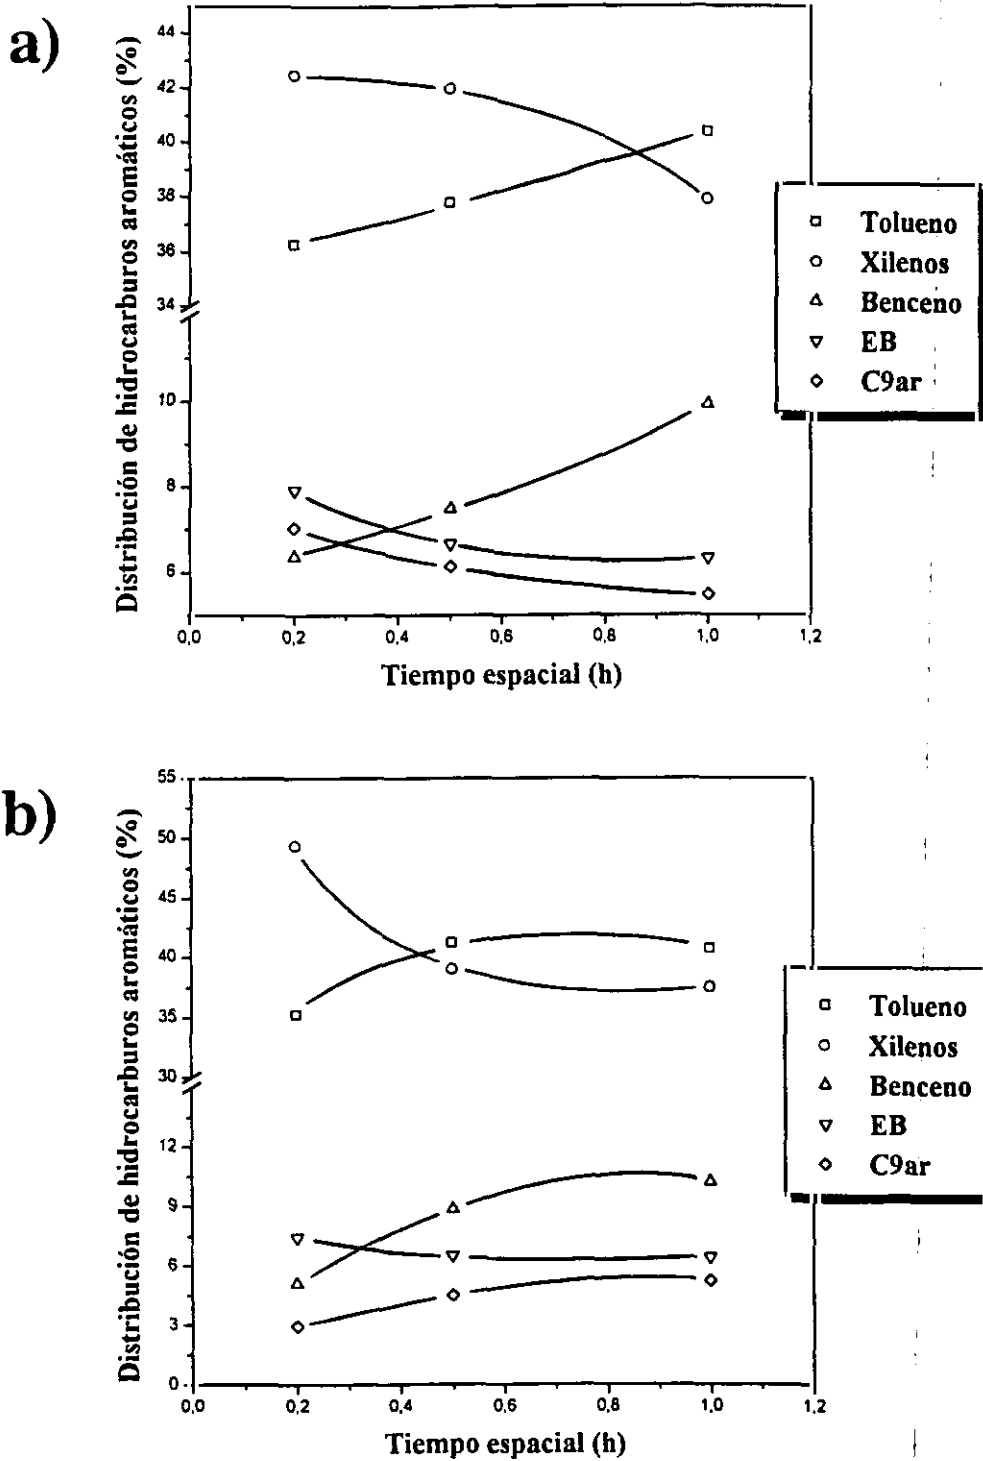 a)
Distribución de hidrocarburos aromáticos (%)
44
42
40
38
36
34
10
8
6
0,0 0,2 0,4 0,6 0,8 1,0 1,2
Tiempo espacial (h)
Tolueno
Xilenos
Benceno
EB
C9ar
b)
Distribución de hidrocarburos aromáticos (%)
55
50
45
40
35
30
12
9
6
3
0
0,0 0,2 0,4 0,6 0,8 1,0 1,2
Tiempo espacial (h)
Tolueno
Xilenos
Benceno
EB
C9ar